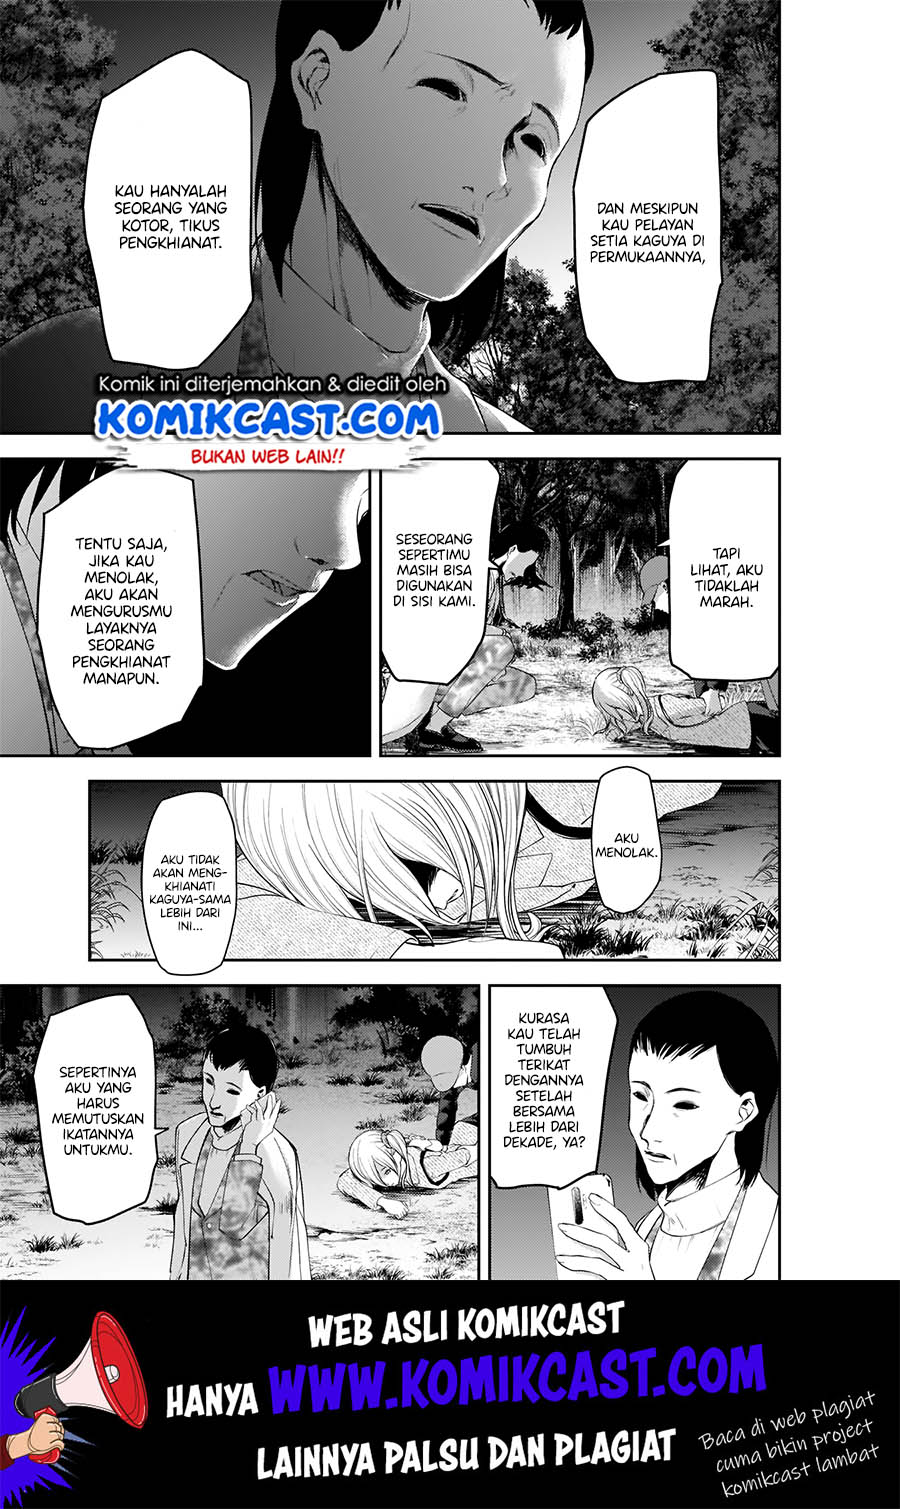 DAN MESKIPUN
KAU PELAYAN
SETIA KAGUYA DI
PERMUKAANNYA,
KAU HANYALAH
SEORANG YANG
KOTOR, TIKUS
PENGKHIANAT.
Komik ini diterjemahkan & diedit oleh
KOMIKCAST.COM
BUKAN WEB LAIN!!
TAPI
LIHAT, AKU
TIDAKLAH
MARAH.
SESEORANG
SEPERTIMU
MASIH BISA
DIGUNAKAN
DI SISI KAMI.
TENTU SAJA,
JIKA KAU
MENOLAK,
AKU AKAN
MENGURUSMU
LAYAKNYA
SEORANG
PENGKHIANAT
MANAPUN.
AKU
MENOLAK.
AKU TIDAK
AKAN MENG-
KHIANATI
KAGUYA-SAMA
LEBIH DARI
INI...
KURASA
KAU TELAH
TUMBUH
TERIKAT
DENGANNYA
SETELAH
BERSAMA
LEBIH DARI
DEKADE, YA?
SEPERTINYA
AKU YANG
HARUS
MEMUTUSKAN
IKATANNYA
UNTUKMU.
WEB ASLI KOMIKCAST
HANYA WWW.KOMIKCAST.COM
LAINNYA PALSU DAN PLAGIAT
Baca di web plagiat
cuma bikin project
komikcast lambat